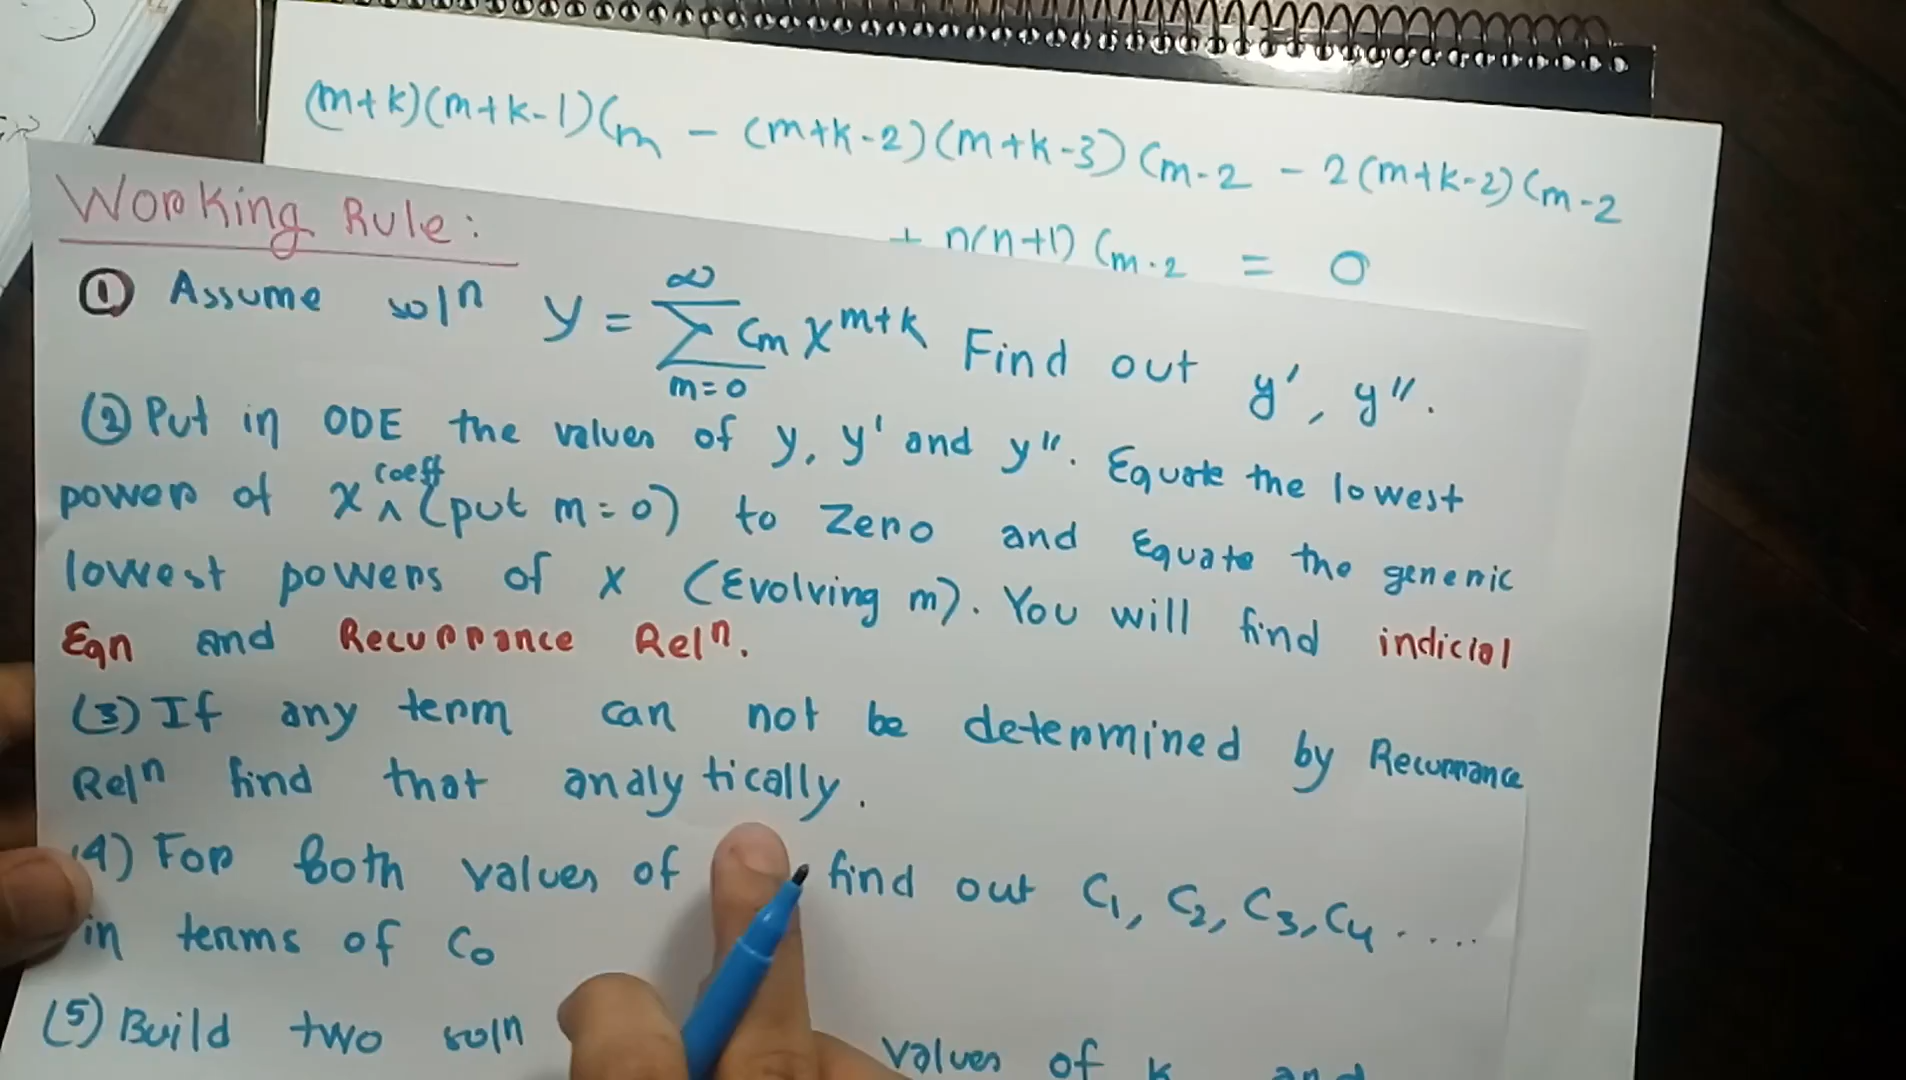 (m+k)(m+k-1)Cm - (m+k-2)(m+k-3)Cm-2 - 2(m+k-2)Cm-2
+ n(n+1) Cm-2 = 0
Working Rule:
① Assume solⁿ y = ∞ Σ m=0 Cm x^m+k Find out y', y''.
(2) Put in ODE the values of y, y' and y''. Equate the lowest
power of x ^ coeff (put m=0) to zero and equate the generic
lowest powers of x (Evolving m). You will find indicial
Eqn and Recurrance Relⁿ.
(3) If any term can not be determined by Recurrance
Relⁿ find that analytically.
(4) For both values of find out C1, C2, C3, C4 ....
in terms of C0
(5) Build two soln values of k and